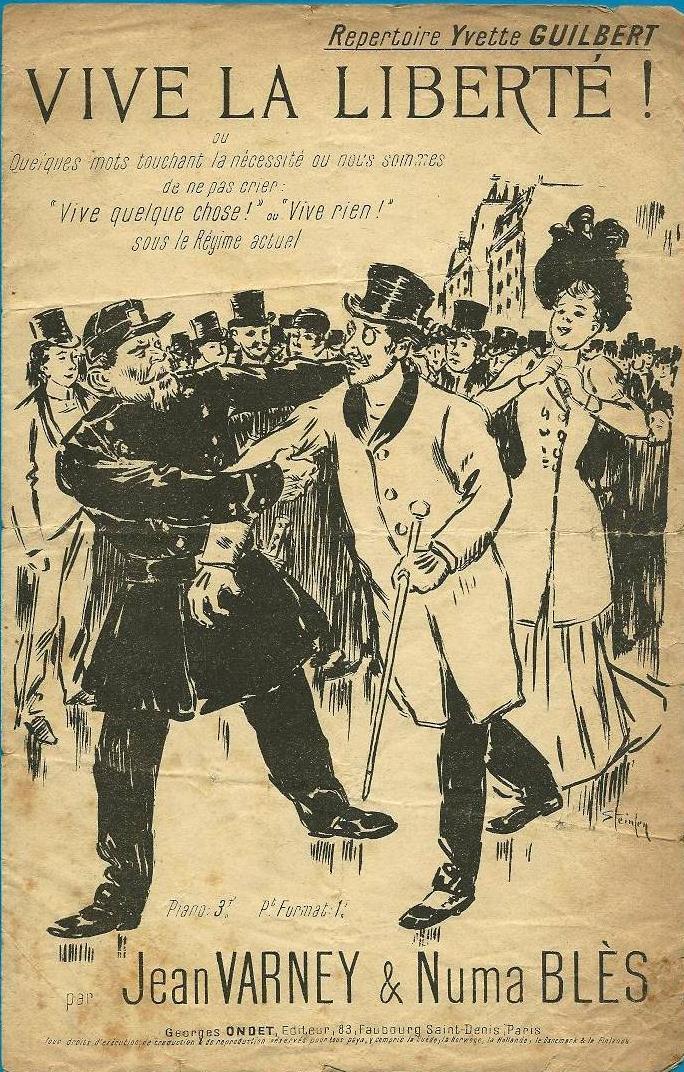 Repertoire Yvette GUILBERT
VIVE LA LIBERTÉ !
ou
Quelques mots touchant la nécessité ou nous sommes
de ne pas crier :
"Vive quelque chose !" ou "Vive rien !"
sous le Régime actuel
Steinlen
Piano: 3f. Pt Format: 1f.
par Jean VARNEY & Numa BLÈS
Georges ONDET, Editeur, 83, Faubourg Saint-Denis, Paris
Tous droits d'exécution de traduction & de reproduction réservés pour tous pays, y compris la Suède, la Norwège, la Hollande, le Danemark & la Finlande